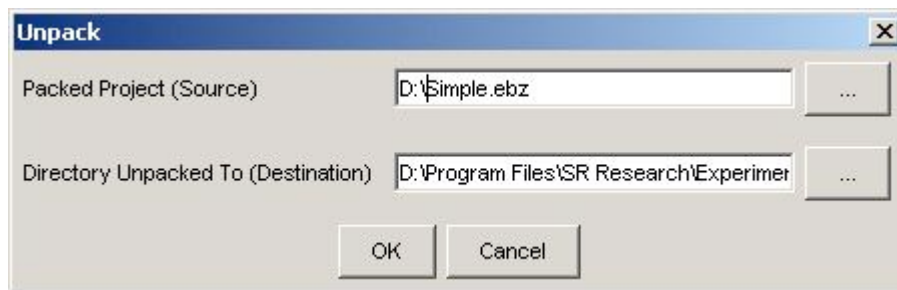 Unpack
Packed Project (Source)
D:\Simple.ebz
...
Directory Unpacked To (Destination)
D:\Program Files\SR Research\Experimer
...
OK
Cancel